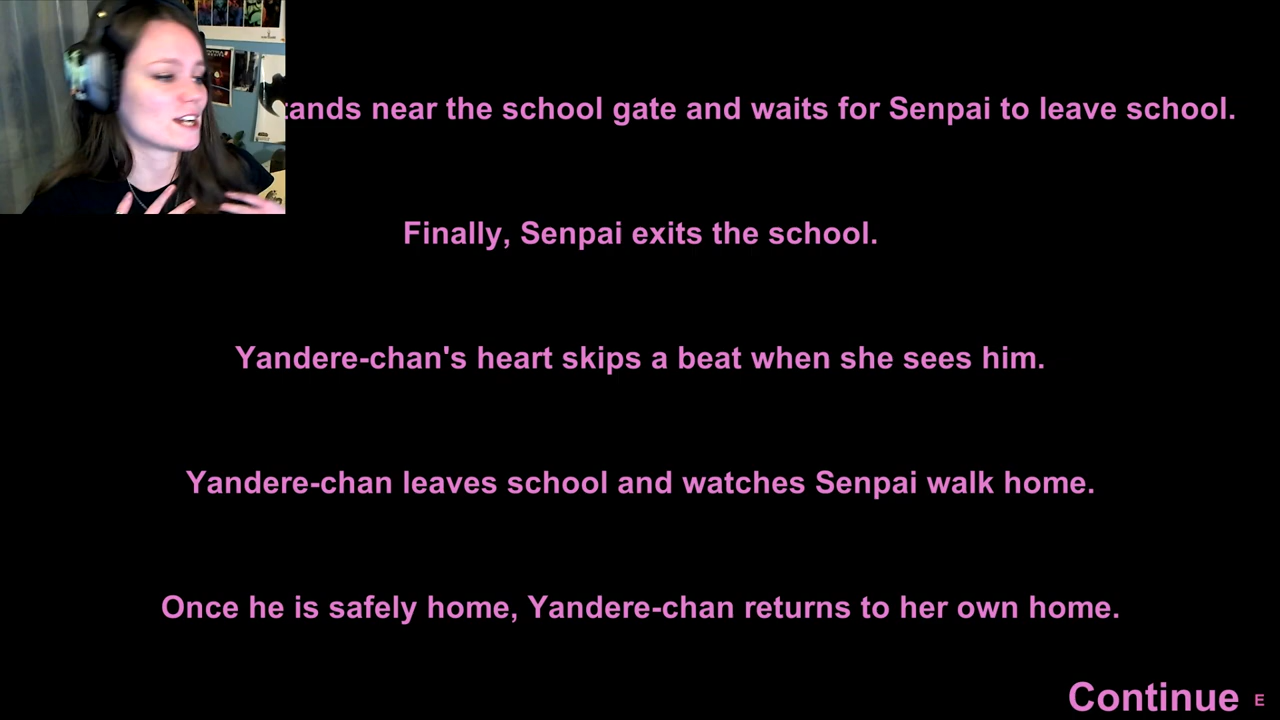 near the school gate and waits for Senpai to leave school.
Finally, Senpai exits the school.
Yandere-chan's heart skips a beat when she sees him.
Yandere-chan leaves school and watches Senpai walk home.
Once he is safely home, Yandere-chan returns to her own home.
Continue E